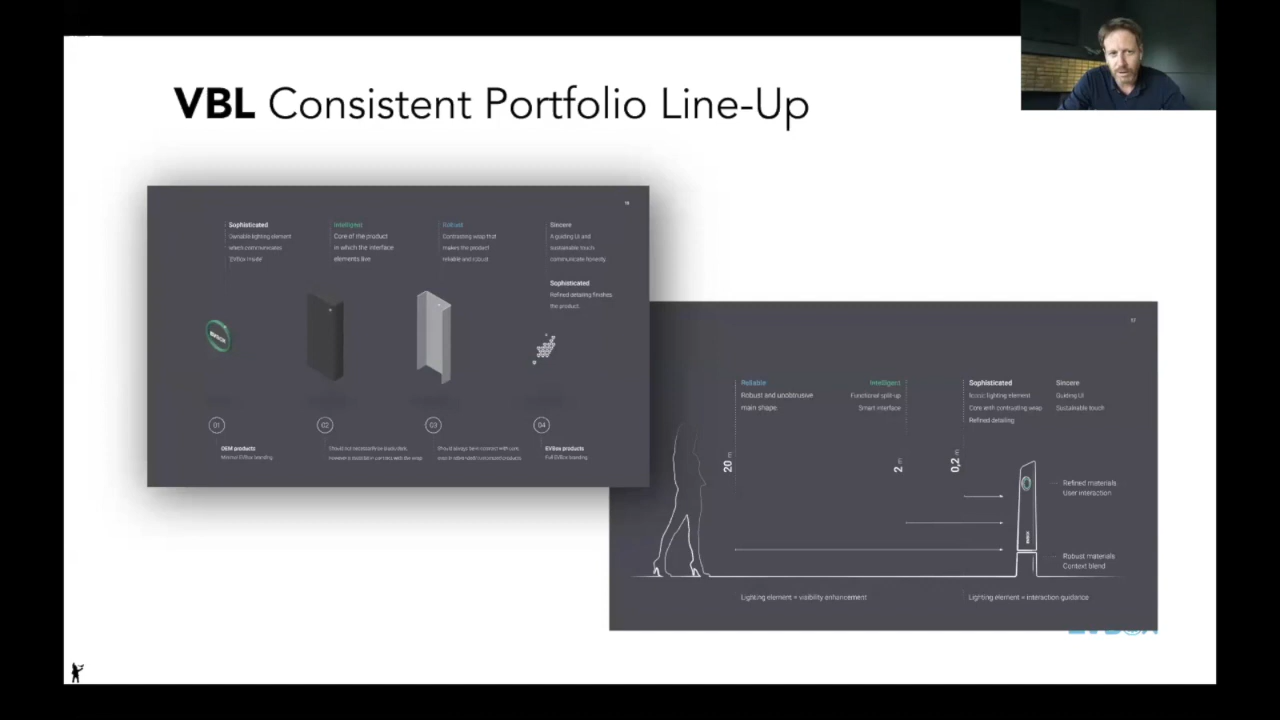 VBL Consistent Portfolio Line-Up
Sophisticated
Ownable lighting element
which communicates
'EVBox inside'
Intelligent
Core of the product
in which the interface
elements live
Robust
Contrasting wrap that
makes the product
reliable and robust
Sincere
A guiding UI and
sustainable touch
communicate honesty
Sophisticated
Refined detailing finishes
the product
EVBOX
01
02
03
04
OEM products
Minimal EVBox branding
EVBox products
Full EVBox branding
Reliable
Robust and unobtrusive
main shape
Intelligent
Functional split-up
Smart interface
Sophisticated
Iconic lighting element
Core with contrasting wrap
Refined detailing
Sincere
Guiding UI
Sustainable touch
20 m
2 m
0,2 m
Refined materials
User interaction
Robust materials
Context blend
Lighting element = visibility enhancement
Lighting element = interaction guidance